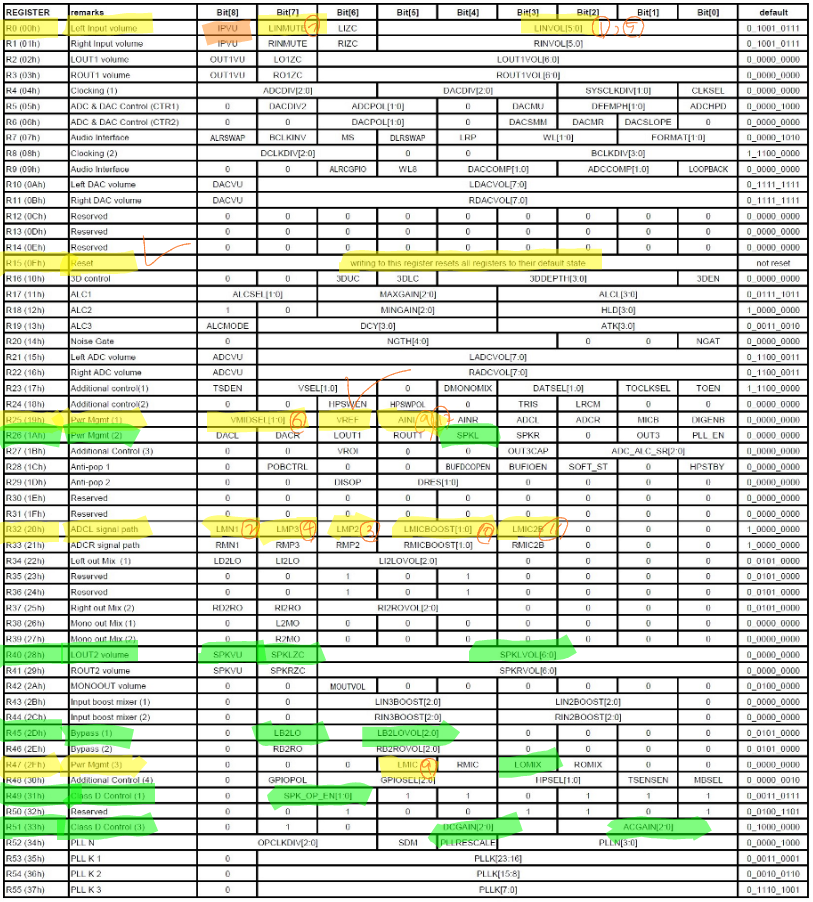 REGISTER remarks Bit[8] Bit[7] Bit[6] Bit[5] Bit[4] Bit[3] Bit[2] Bit[1] Bit[0] default
R0 (00h) Left Input volume IPVU LINMUTE LIZC LINVOL[5:0] 1, 5 0_1001_0111
R1 (01h) Right Input volume IPVU RINMUTE RIZC RINVOL[5:0] 0_1001_0111
R2 (02h) LOUT1 volume OUT1VU LO1ZC LOUT1VOL[6:0] 0_0000_0000
R3 (03h) ROUT1 volume OUT1VU RO1ZC ROUT1VOL[6:0] 0_0000_0000
R4 (04h) Clocking (1) ADCDIV[2:0] DACDIV[2:0] SYSCLKDIV[1:0] CLKSEL 0_0000_0000
R5 (05h) ADC & DAC Control (CTR1) 0 DACDIV2 ADCPOL[1:0] 0 DACMU DEEMPH[1:0] ADCHPD 0_0000_1000
R6 (06h) ADC & DAC Control (CTR2) 0 0 DACPOL[1:0] 0 DACSMM DACMR DACSLOPE 0 0_0000_0000
R7 (07h) Audio Interface ALRSWAP BCLKINV MS DLRSWAP LRP WL[1:0] FORMAT[1:0] 0_0000_1010
R8 (08h) Clocking (2) DCLKDIV[2:0] 0 0 BCLKDIV[3:0] 1_1100_0000
R9 (09h) Audio Interface 0 0 ALRCGPIO WL8 DACCOMP[1:0] ADCCOMP[1:0] LOOPBACK 0_0000_0000
R10 (0Ah) Left DAC volume DACVU LDACVOL[7:0] 0_1111_1111
R11 (0Bh) Right DAC volume DACVU RDACVOL[7:0] 0_1111_1111
R12 (0Ch) Reserved 0 0 0 0 0 0 0 0 0 0_0000_0000
R13 (0Dh) Reserved 0 0 0 0 0 0 0 0 0 0_0000_0000
R14 (0Eh) Reserved 0 0 0 0 0 0 0 0 0 0_0000_0000
R15 (0Fh) Reset writing to this register resets all registers to their default state not reset
R16 (10h) 3D control 0 0 3DUC 3DLC 3DDEPTH[3:0] 3DEN 0_0000_0000
R17 (11h) ALC1 ALCSEL[1:0] MAXGAIN[2:0] ALCL[3:0] 0_0111_1011
R18 (12h) ALC2 1 0 MINGAIN[2:0] HLD[3:0] 1_0000_0000
R19 (13h) ALC3 ALCMODE DCY[3:0] ATK[3:0] 0_0011_0010
R20 (14h) Noise Gate 0 NGTH[4:0] 0 0 NGAT 0_0000_0000
R21 (15h) Left ADC volume ADCVU LADCVOL[7:0] 0_1100_0011
R22 (16h) Right ADC volume ADCVU RADCVOL[7:0] 0_1100_0011
R23 (17h) Additional control(1) TSDEN VSEL[1:0] 0 DMONOMIX DATSEL[1:0] TOCLKSEL TOEN 1_1100_0000
R24 (18h) Additional control(2) 0 0 HPSWEN HPSWPOL 0 TRIS LRCM 0 0 0_0000_0000
R25 (19h) Pwr Mgmt (1) VMIDSEL[1:0] 6 VREF AINL AINR ADCL ADCR MICB DIGENB 0_0000_0000
R26 (1Ah) Pwr Mgmt (2) DACL DACR LOUT1 ROUT1 SPKL SPKR 0 OUT3 PLL_EN 0_0000_0000
R27 (1Bh) Additional Control (3) 0 0 VROI 0 0 OUT3CAP ADC_ALC_SR[2:0] 0_0000_0000
R28 (1Ch) Anti-pop 1 0 POBCTRL 0 0 BUFDCOPEN BUFIOEN SOFT_ST 0 HPSTBY 0_0000_0000
R29 (1Dh) Anti-pop 2 0 0 DISOP DRES[1:0] 0 0 0 0 0_0000_0000
R30 (1Eh) Reserved 0 0 0 0 0 0 0 0 0 0_0000_0000
R31 (1Fh) Reserved 0 0 0 0 0 0 0 0 0 0_0000_0000
R32 (20h) ADCL signal path LMN1 2 LMP3 4 LMP2 3 LMICBOOST[1:0] LMIC2B 0 0 0 1_0000_0000
R33 (21h) ADCR signal path RMN1 RMP3 RMP2 RMICBOOST[1:0] RMIC2B 0 0 0 1_0000_0000
R34 (22h) Left out Mix (1) LD2LO LI2LO LI2LOVOL[2:0] 0 0 0 0 0_0101_0000
R35 (23h) Reserved 0 0 1 0 1 0 0 0 0 0_0101_0000
R36 (24h) Reserved 0 0 1 0 1 0 0 0 0 0_0101_0000
R37 (25h) Right out Mix (2) RD2RO RI2RO RI2ROVOL[2:0] 0 0 0 0 0_0101_0000
R38 (26h) Mono out Mix (1) 0 L2MO 0 0 0 0 0 0 0 0_0000_0000
R39 (27h) Mono out Mix (2) 0 R2MO 0 0 0 0 0 0 0 0_0000_0000
R40 (28h) LOUT2 volume SPKVU SPKLZC SPKLVOL[6:0] 0_0000_0000
R41 (29h) ROUT2 volume SPKVU SPKRZC SPKRVOL[6:0] 0_0000_0000
R42 (2Ah) MONOOUT volume 0 0 MOUTVOL 0 0 0 0 0 0 0_0100_0000
R43 (2Bh) Input boost mixer (1) 0 0 LIN3BOOST[2:0] LIN2BOOST[2:0] 0 0_0000_0000
R44 (2Ch) Input boost mixer (2) 0 0 RIN3BOOST[2:0] RIN2BOOST[2:0] 0 0_0000_0000
R45 (2Dh) Bypass (1) 0 LB2LO LB2LOVOL[2:0] 0 0 0 0 0_0101_0000
R46 (2Eh) Bypass (2) 0 RB2RO RB2ROVOL[2:0] 0 0 0 0 0_0101_0000
R47 (2Fh) Pwr Mgmt (3) 0 0 0 LMIC RMIC LOMIX ROMIX 0 0 0_0000_0000
R48 (30h) Additional Control (4) 0 GPIOPOL GPIOSEL[2:0] HPSEL[1:0] TSENSEN MBSEL 0_0000_0010
R49 (31h) Class D Control (1) 0 SPK_OP_EN[1:0] 1 1 0 1 1 1 0_0011_0111
R50 (32h) Reserved 0 0 1 0 0 1 1 0 1 0_0100_1101
R51 (33h) Class D Control (3) 0 1 0 DCGAIN[2:0] ACGAIN[2:0] 0_1000_0000
R52 (34h) PLL N OPCLKDIV[2:0] SDM PLLRESCALE PLLN[3:0] 0_0000_1000
R53 (35h) PLL K 1 0 PLLK[23:16] 0_0011_0001
R54 (36h) PLL K 2 0 PLLK[15:8] 0_0010_0110
R55 (37h) PLL K 3 0 PLLK[7:0] 0_1110_1001